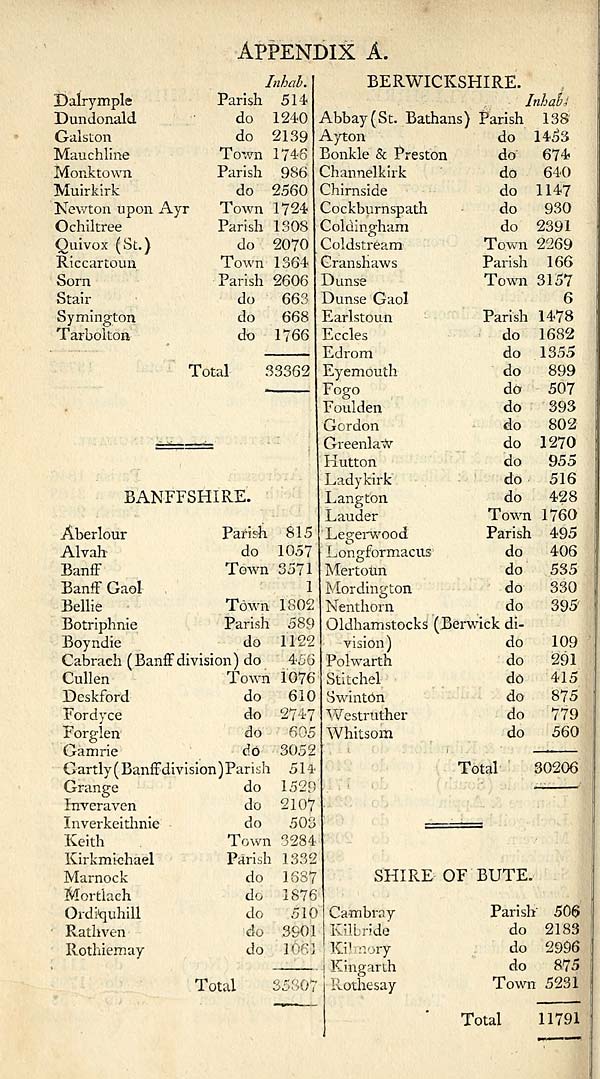 APPENDIX A.
Inhab.
Dalrymple Parish 514
Dundonald do 1240
Galston do 2139
Mauchline Town 1746
Monktown Parish 986
Muirkirk do 2560
Newton upon Ayr Town 1724
Ochiltree Parish 1308
Quivox (St.) do 2070
Riccartoun Town 1364
Sorn Parish 2606
Stair do 663
Symington do 668
Tarbolton do 1766
Total 33362
BANFFSHIRE.
Aberlour Parish 815
Alvah do 1057
Banff Town 3571
Banff Gaol 1
Bellie Town 1802
Botriphnie Parish 589
Boyndie do 1122
Cabrach (Banff division) do 456
Cullen Town 1076
Deskford do 610
Fordyce do 2747
Forglen do 605
Gamrie do 3052
Gartly (Banff division) Parish 514
Grange do 1529
Inveraven do 2107
Inverkeithnie do 503
Keith Town 3284
Kirkmichael Parish 1332
Marnock do 1687
Mortlach do 1876
Ordiquhill do 510
Rathven do 3901
Rothiemay do 1061
Total 35807
BERWICKSHIRE.
Inhab.
Abbay (St. Bathans) Parish 138
Ayton do 1453
Bonkle & Preston do 674
Channelkirk do 640
Chirnside do 1147
Cockburnspath do 930
Coldingham do 2391
Coldstream Town 2269
Cranshaws Parish 166
Dunse Town 3157
Dunse Gaol 6
Earlstoun Parish 1478
Eccles do 1682
Edrom do 1355
Eyemouth do 899
Fogo do 507
Foulden do 393
Gordon do 802
Greenlaw do 1270
Hutton do 955
Ladykirk do 516
Langton do 428
Lauder Town 1760
Legerwood Parish 495
Longformacus do 406
Mertoun do 535
Mordington do 330
Nenthorn do 395
Oldhamstocks (Berwick di-
vision) do 109
Polwarth do 291
Stitchel do 415
Swinton do 875
Westruther do 779
Whitsom do 560
Total 30206
SHIRE OF BUTE.
Cambray Parish 506
Kilbride do 2183
Kilmory do 2996
Kingarth do 875
Rothesay Town 5231
Total 11791